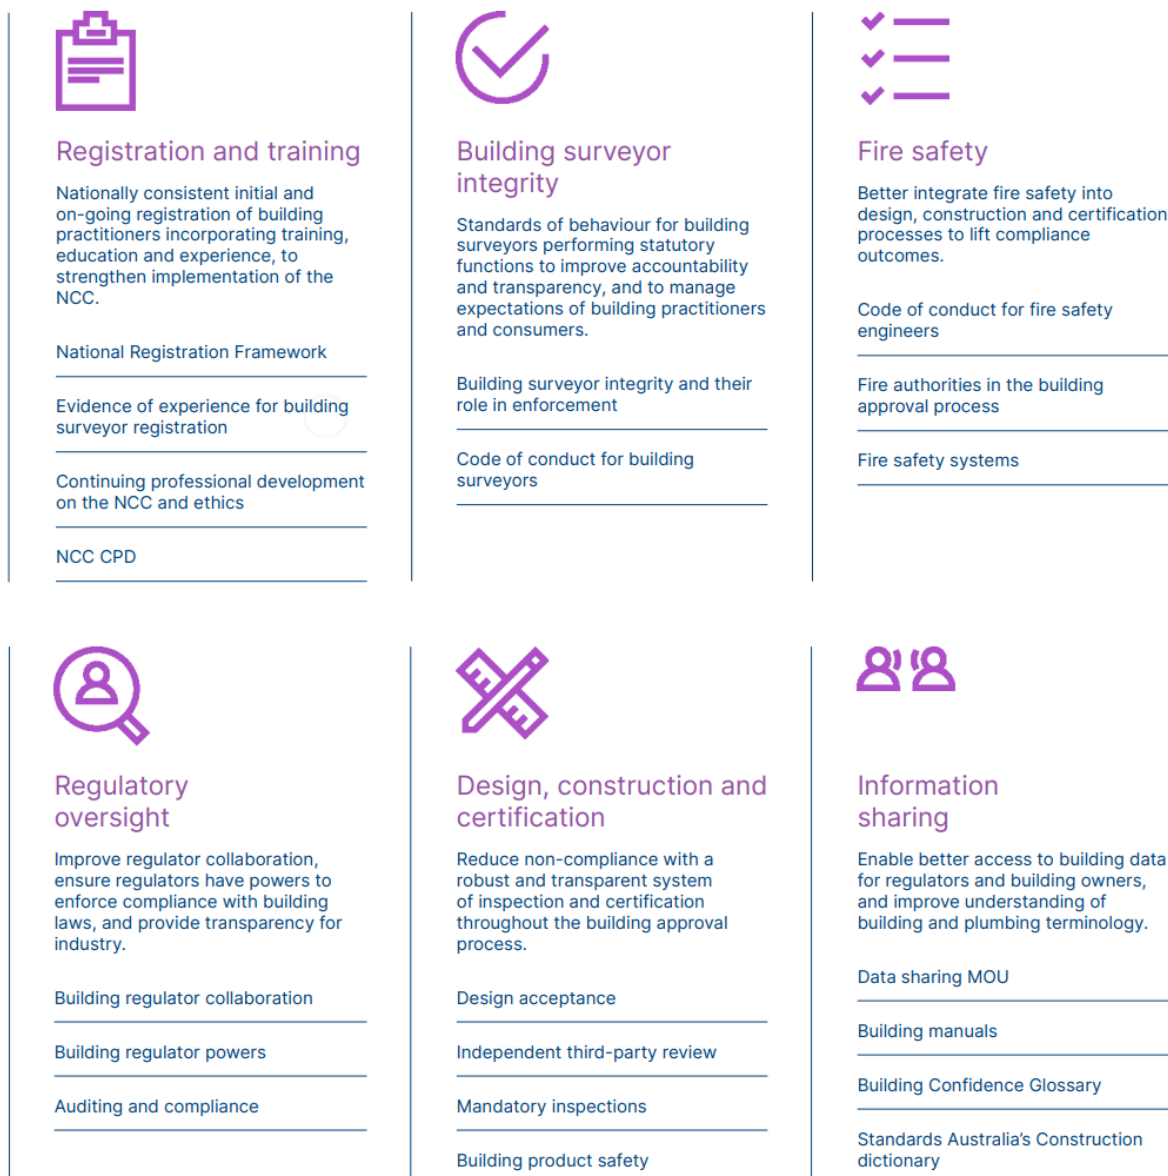 Registration and training
Nationally consistent initial and
on-going registration of building
practitioners incorporating training,
education and experience, to
strengthen implementation of the
NCC.
National Registration Framework
Evidence of experience for building
surveyor registration
Continuing professional development
on the NCC and ethics
NCC CPD
Building surveyor
integrity
Standards of behaviour for building
surveyors performing statutory
functions to improve accountability
and transparency, and to manage
expectations of building practitioners
and consumers.
Building surveyor integrity and their
role in enforcement
Code of conduct for building
surveyors
Fire safety
Better integrate fire safety into
design, construction and certification
processes to lift compliance
outcomes.
Code of conduct for fire safety
engineers
Fire authorities in the building
approval process
Fire safety systems
Regulatory
oversight
Improve regulator collaboration,
ensure regulators have powers to
enforce compliance with building
laws, and provide transparency for
industry.
Building regulator collaboration
Building regulator powers
Auditing and compliance
Design, construction and
certification
Reduce non-compliance with a
robust and transparent system
of inspection and certification
throughout the building approval
process.
Design acceptance
Independent third-party review
Mandatory inspections
Building product safety
Information
sharing
Enable better access to building data
for regulators and building owners,
and improve understanding of
building and plumbing terminology.
Data sharing MOU
Building manuals
Building Confidence Glossary
Standards Australia's Construction
dictionary